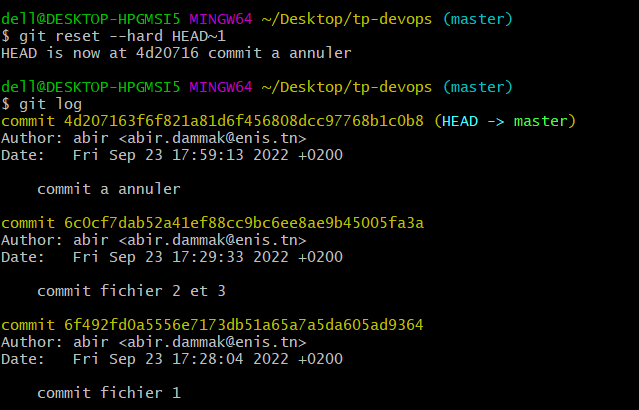 dell@DESKTOP-HPGMSI5 MINGW64 ~/Desktop/tp-devops (master)
$ git reset --hard HEAD~1
HEAD is now at 4d20716 commit a annuler
dell@DESKTOP-HPGMSI5 MINGW64 ~/Desktop/tp-devops (master)
$ git log
commit 4d207163f6f821a81d6f456808dcc97768b1c0b8 (HEAD -> master)
Author: abir <abir.dammak@enis.tn>
Date:   Fri Sep 23 17:59:13 2022 +0200
    commit a annuler
commit 6c0cf7dab52a41ef88cc9bc6ee8ae9b45005fa3a
Author: abir <abir.dammak@enis.tn>
Date:   Fri Sep 23 17:29:33 2022 +0200
    commit fichier 2 et 3
commit 6f492fd0a5556e7173db51a65a7a5da605ad9364
Author: abir <abir.dammak@enis.tn>
Date:   Fri Sep 23 17:28:04 2022 +0200
    commit fichier 1